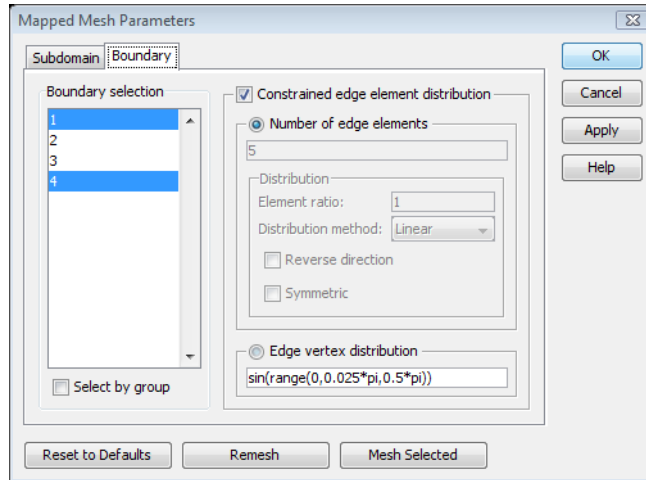 Mapped Mesh Parameters
Subdomain Boundary
OK
Cancel
Apply
Help
Boundary selection
1
2
3
4
Select by group
Constrained edge element distribution
Number of edge elements
5
Distribution
Element ratio: 1
Distribution method: Linear
Reverse direction
Symmetric
Edge vertex distribution
sin(range(0,0.025*pi,0.5*pi))
Reset to Defaults Remesh Mesh Selected